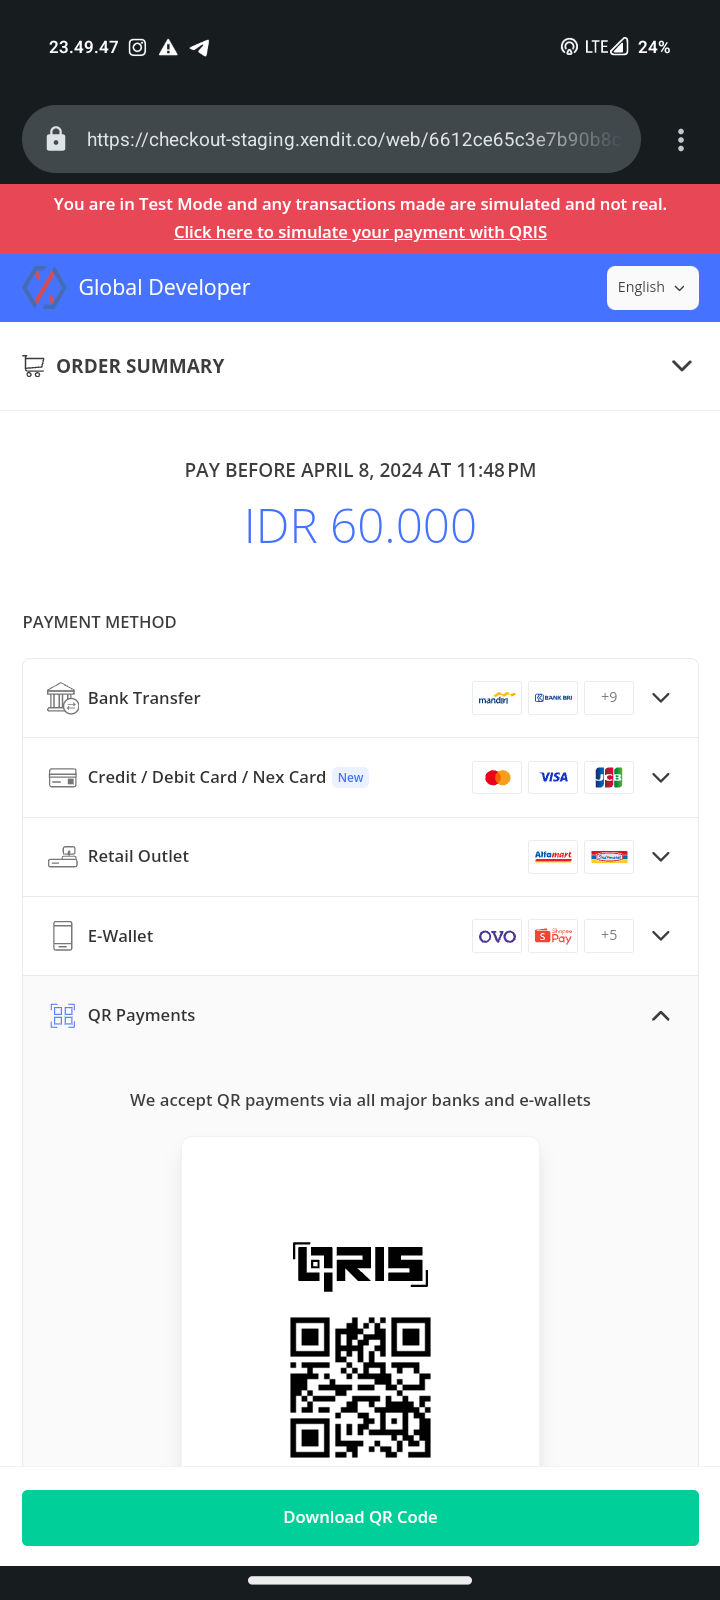 23.49.47
LTE 24%
https://checkout-staging.xendit.co/web/6612ce65c3e7b90b8c
You are in Test Mode and any transactions made are simulated and not real.
Click here to simulate your payment with QRIS
Global Developer
English
ORDER SUMMARY
PAY BEFORE APRIL 8, 2024 AT 11:48 PM
IDR 60.000
PAYMENT METHOD
Bank Transfer
mandiri
BANK BRI
+9
Credit / Debit Card / Nex Card New
VISA
JCB
Retail Outlet
Alfamart
Indomaret
E-Wallet
OVO
S Shopee Pay
+5
QR Payments
We accept QR payments via all major banks and e-wallets
QRIS
Download QR Code